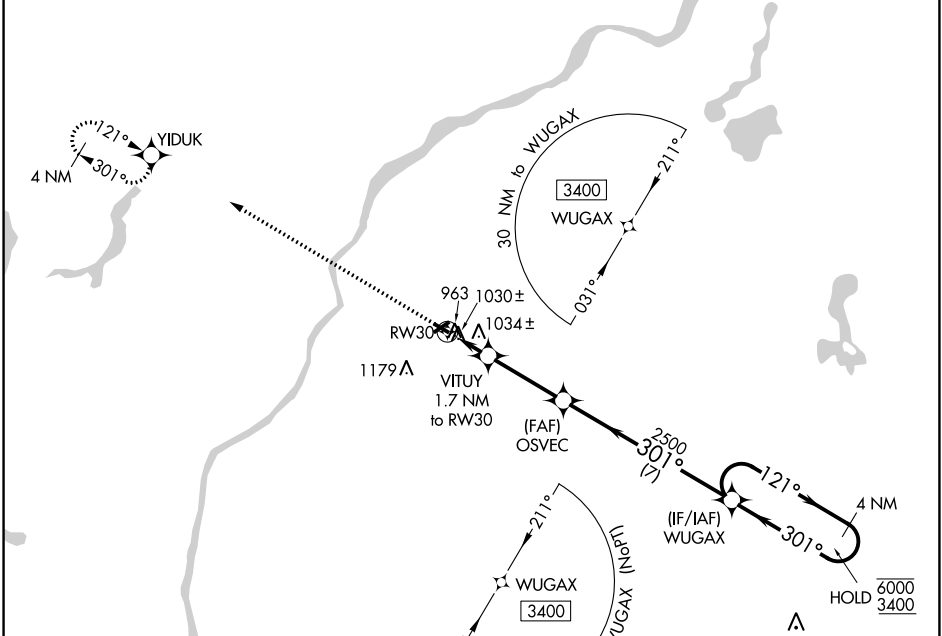 121°
YIDUK
301°
4 NM
30 NM to WUGAX
211°
3400
WUGAX
031°
963
1030±
1034±
RW30
1179
VITUY
1.7 NM
to RW30
(FAF)
OSVEC
2500
301°
(7)
121°
4 NM
(IF/IAF)
WUGAX
301°
HOLD
6000
3400
211°
WUGAX
3400
WUGAX (NoPT)